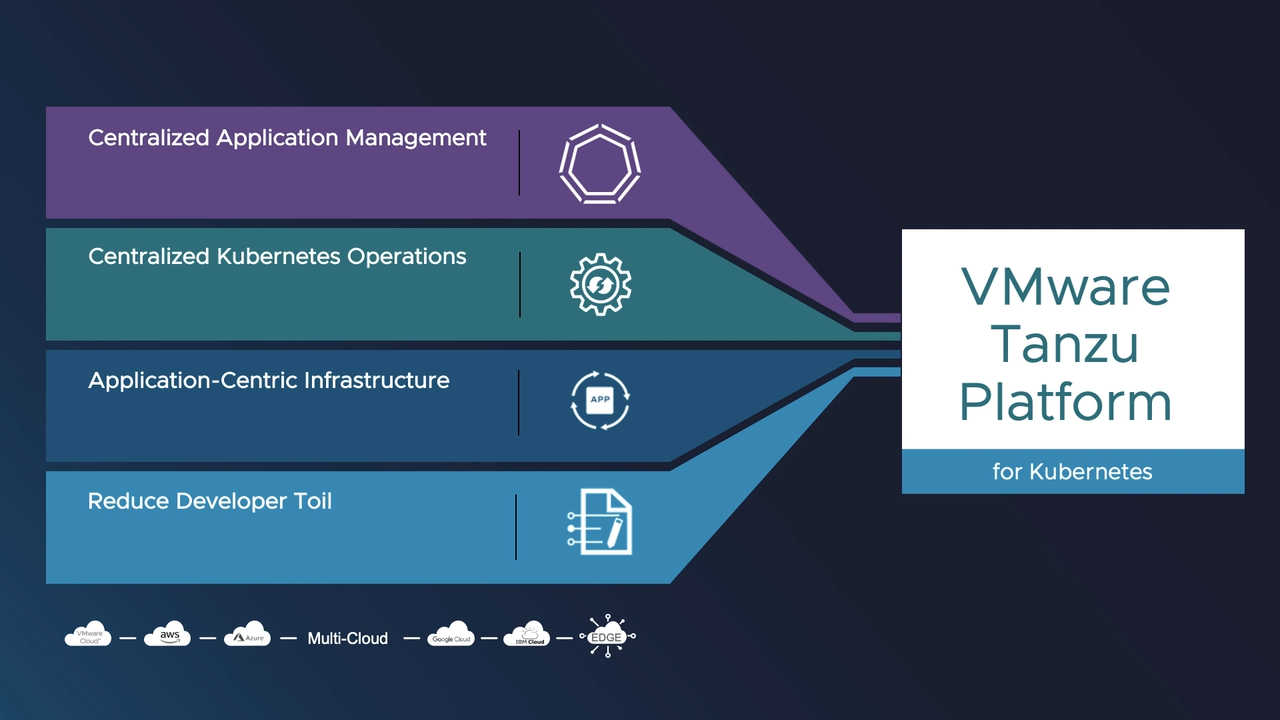 Centralized Application Management
Centralized Kubernetes Operations
Application-Centric Infrastructure
APP
Reduce Developer Toil
VMware
Tanzu
Platform
for Kubernetes
VMware
Cloud™
aws
Azure
Multi-Cloud
Google Cloud
IBM Cloud
EDGE